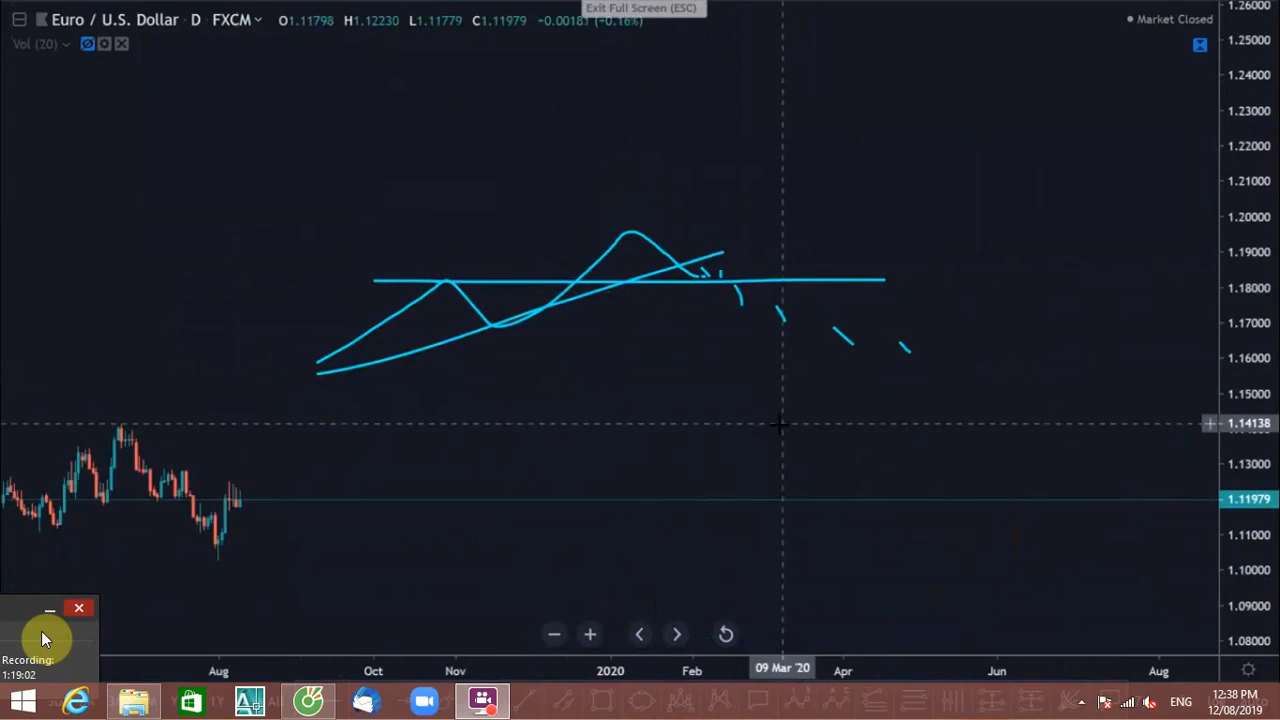 Euro / U.S. Dollar D FXCM O1.11798 H1.12230 L1.11779 C1.11979 +0.00181 (+0.16%)
Exit Full Screen (ESC)
Market Closed
Vol (20)
1.26000
1.25000
1.24000
1.23000
1.22000
1.21000
1.20000
1.19000
1.18000
1.17000
1.16000
1.15000
1.14138
1.13000
1.11979
1.11000
1.10000
1.09000
1.08000
Aug Oct Nov 2020 Feb 09 Mar '20 Apr Jun Aug
Recording:
1:19:02
ENG
12:38 PM
12/08/2019